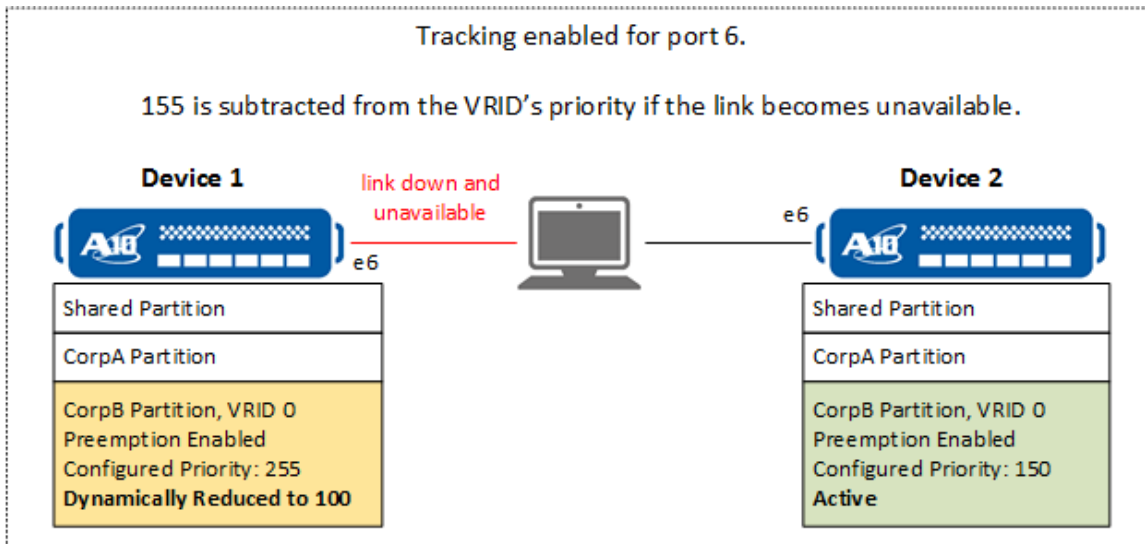 Tracking enabled for port 6.
155 is subtracted from the VRID's priority if the link becomes unavailable.
Device 1
link down and
unavailable
Device 2
A10
e6
e6
A10
Shared Partition
CorpA Partition
CorpB Partition, VRID 0
Preemption Enabled
Configured Priority: 255
Dynamically Reduced to 100
Shared Partition
CorpA Partition
CorpB Partition, VRID 0
Preemption Enabled
Configured Priority: 150
Active